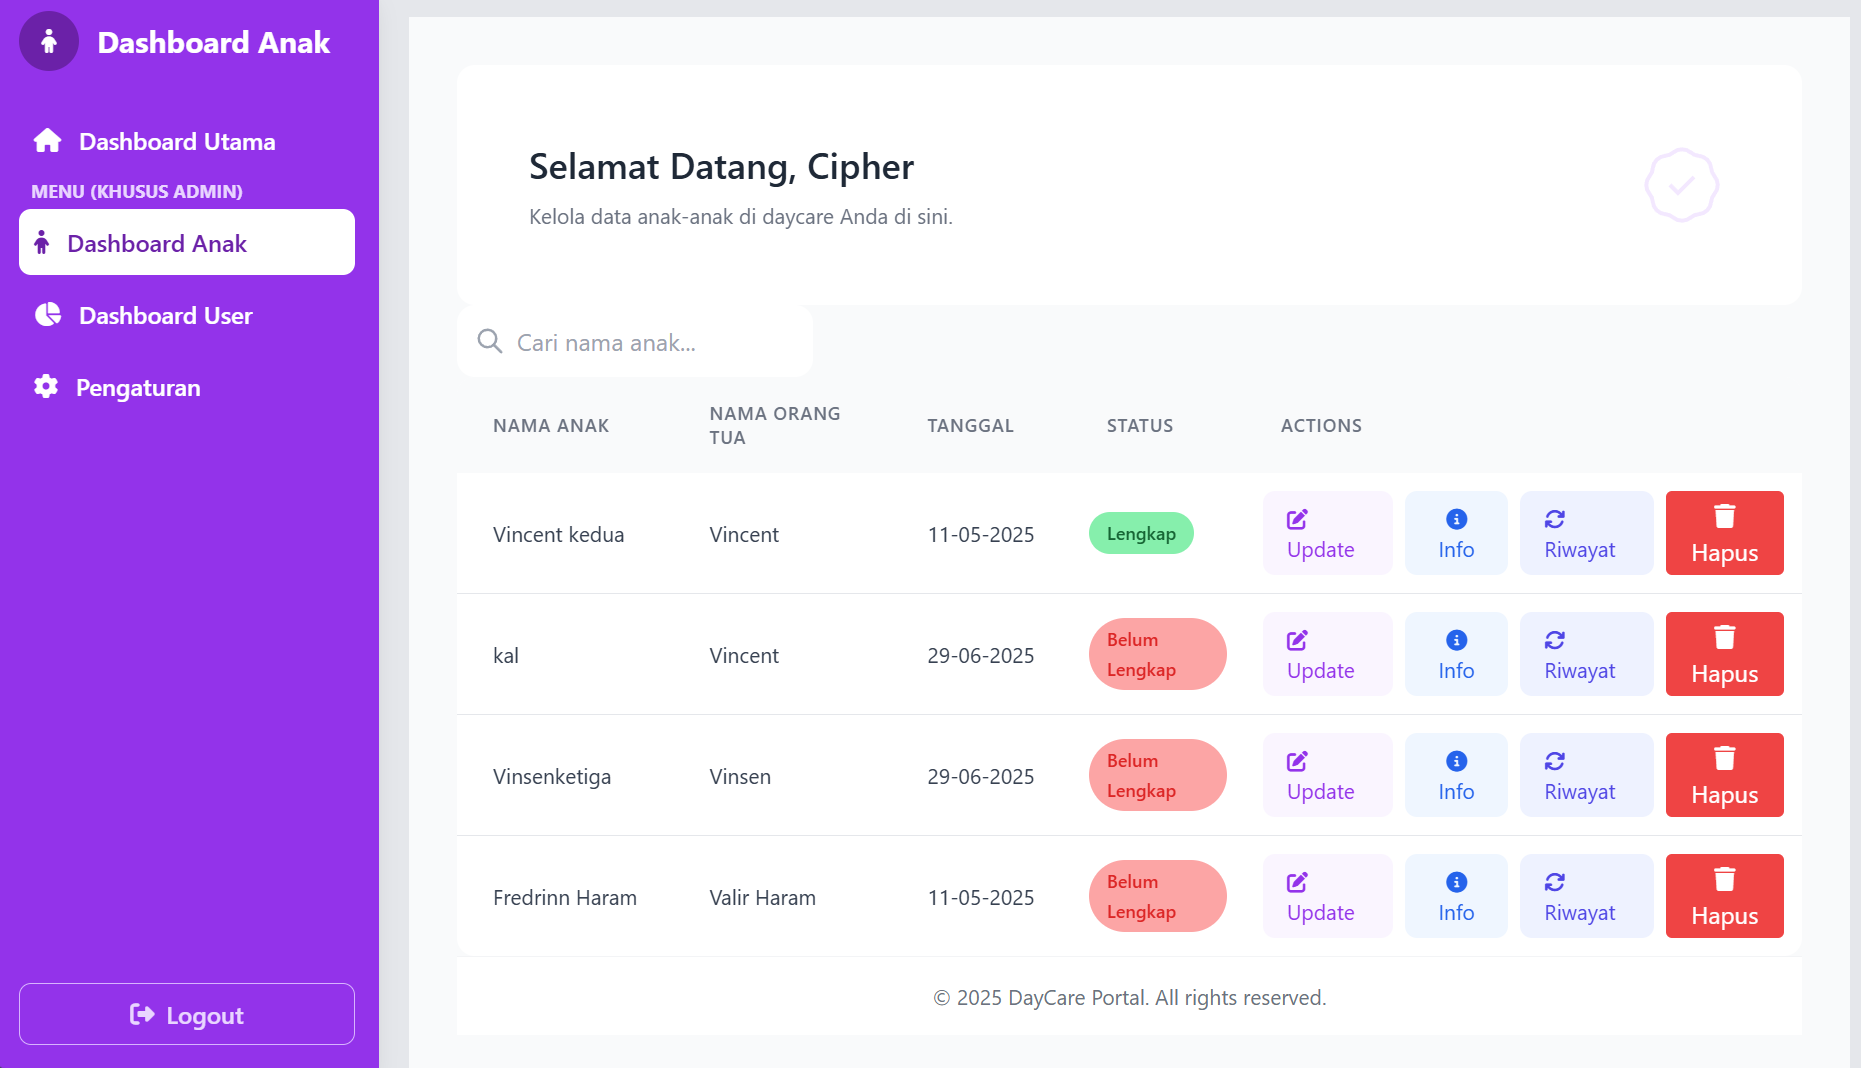 Dashboard Anak
Dashboard Utama
MENU (KHUSUS ADMIN)
Dashboard Anak
Dashboard User
Pengaturan
Logout
Selamat Datang, Cipher
Kelola data anak-anak di daycare Anda di sini.
Cari nama anak...
NAMA ANAK
NAMA ORANG
TUA
TANGGAL
STATUS
ACTIONS
Vincent kedua
Vincent
11-05-2025
Lengkap
Update
Info
Riwayat
Hapus
kal
Vincent
29-06-2025
Belum
Lengkap
Update
Info
Riwayat
Hapus
Vinsenketiga
Vinsen
29-06-2025
Belum
Lengkap
Update
Info
Riwayat
Hapus
Fredrinn Haram
Valir Haram
11-05-2025
Belum
Lengkap
Update
Info
Riwayat
Hapus
© 2025 DayCare Portal. All rights reserved.